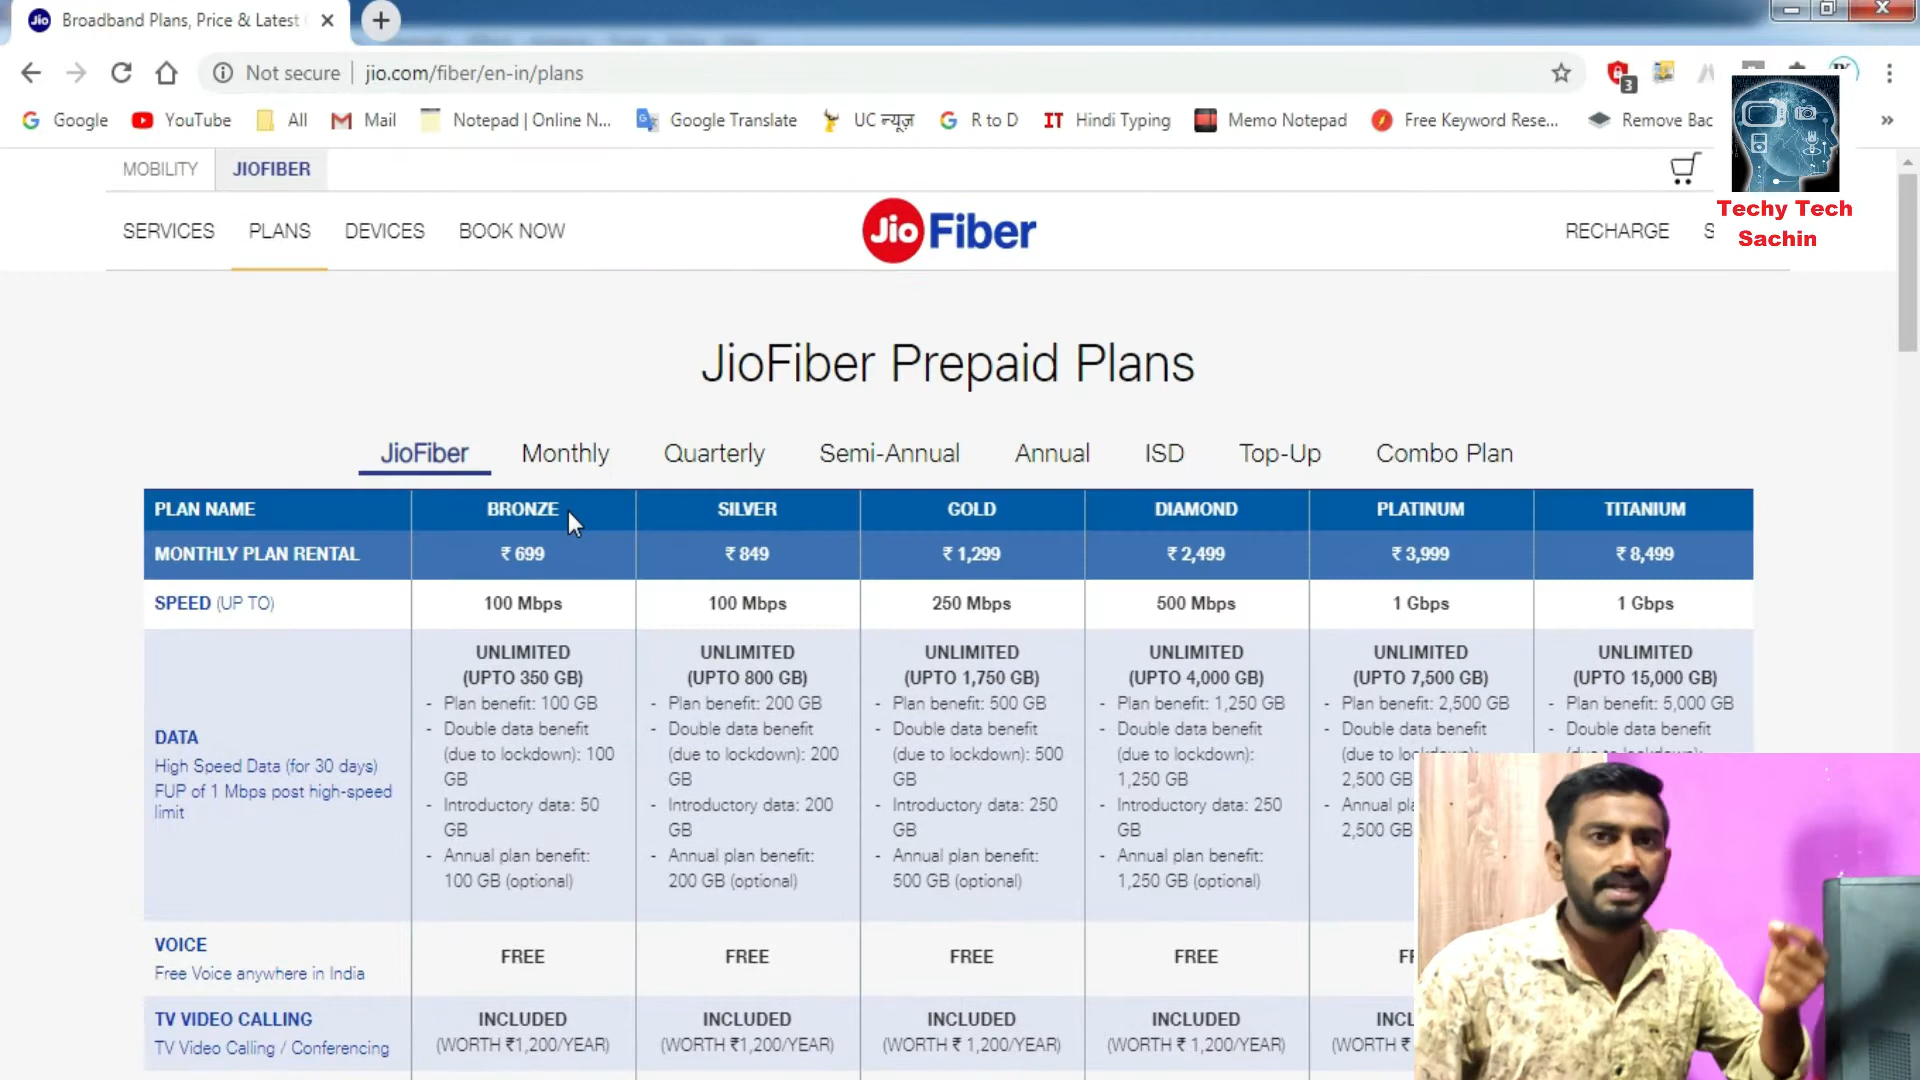 Jio Broadband Plans, Price & Latest
Not secure jio.com/fiber/en-in/plans 3
Google YouTube All Mail Notepad | Online N... Google Translate UC न्यूज़ R to D IT Hindi Typing Memo Notepad Free Keyword Rese... Remove Bac »
MOBILITY JIOFIBER
Techy Tech
Sachin
SERVICES PLANS DEVICES BOOK NOW Jio Fiber RECHARGE S
JioFiber Prepaid Plans
JioFiber Monthly Quarterly Semi-Annual Annual ISD Top-Up Combo Plan
PLAN NAME BRONZE SILVER GOLD DIAMOND PLATINUM TITANIUM
MONTHLY PLAN RENTAL ₹ 699 ₹ 849 ₹ 1,299 ₹ 2,499 ₹ 3,999 ₹ 8,499
SPEED (UP TO) 100 Mbps 100 Mbps 250 Mbps 500 Mbps 1 Gbps 1 Gbps
DATA
High Speed Data (for 30 days)
FUP of 1 Mbps post high-speed
limit
UNLIMITED
(UPTO 350 GB)
- Plan benefit: 100 GB
- Double data benefit
(due to lockdown): 100
GB
- Introductory data: 50
GB
- Annual plan benefit:
100 GB (optional)
UNLIMITED
(UPTO 800 GB)
- Plan benefit: 200 GB
- Double data benefit
(due to lockdown): 200
GB
- Introductory data: 200
GB
- Annual plan benefit:
200 GB (optional)
UNLIMITED
(UPTO 1,750 GB)
- Plan benefit: 500 GB
- Double data benefit
(due to lockdown): 500
GB
- Introductory data: 250
GB
- Annual plan benefit:
500 GB (optional)
UNLIMITED
(UPTO 4,000 GB)
- Plan benefit: 1,250 GB
- Double data benefit
(due to lockdown):
1,250 GB
- Introductory data: 250
GB
- Annual plan benefit:
1,250 GB (optional)
UNLIMITED
(UPTO 7,500 GB)
- Plan benefit: 2,500 GB
- Double data benefit
(due to lockdown):
2,500 GB
- Annual pla
2,500 GB
UNLIMITED
(UPTO 15,000 GB)
- Plan benefit: 5,000 GB
- Double data benefit
VOICE
Free Voice anywhere in India
FREE FREE FREE FREE
TV VIDEO CALLING
TV Video Calling / Conferencing
INCLUDED
(WORTH ₹1,200/YEAR)
INCLUDED
(WORTH ₹1,200/YEAR)
INCLUDED
(WORTH ₹ 1,200/YEAR)
INCLUDED
(WORTH ₹ 1,200/YEAR)
INCL
(WORTH ₹